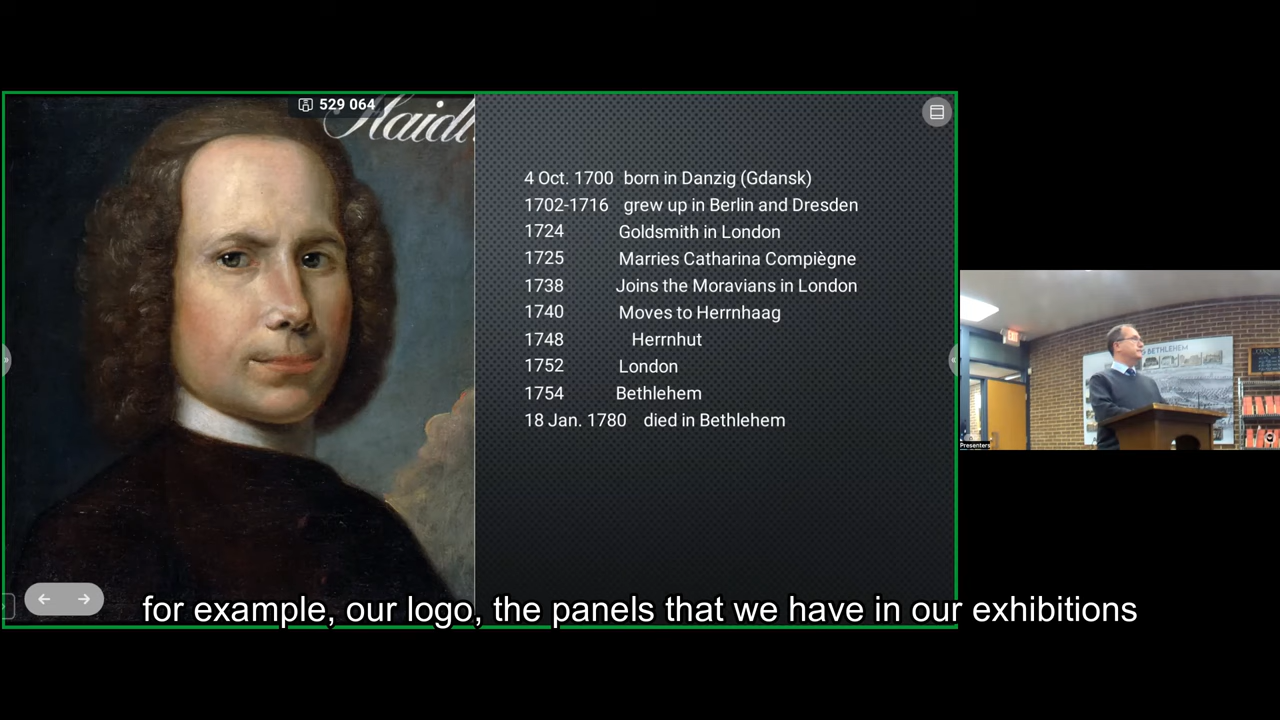 529 064
Haidt
4 Oct. 1700 born in Danzig (Gdansk)
1702-1716 grew up in Berlin and Dresden
1724 Goldsmith in London
1725 Marries Catharina Compiègne
1738 Joins the Moravians in London
1740 Moves to Herrnhaag
1748 Herrnhut
1752 London
1754 Bethlehem
18 Jan. 1780 died in Bethlehem
BETHLEHEM
Presenters
for example, our logo, the panels that we have in our exhibitions